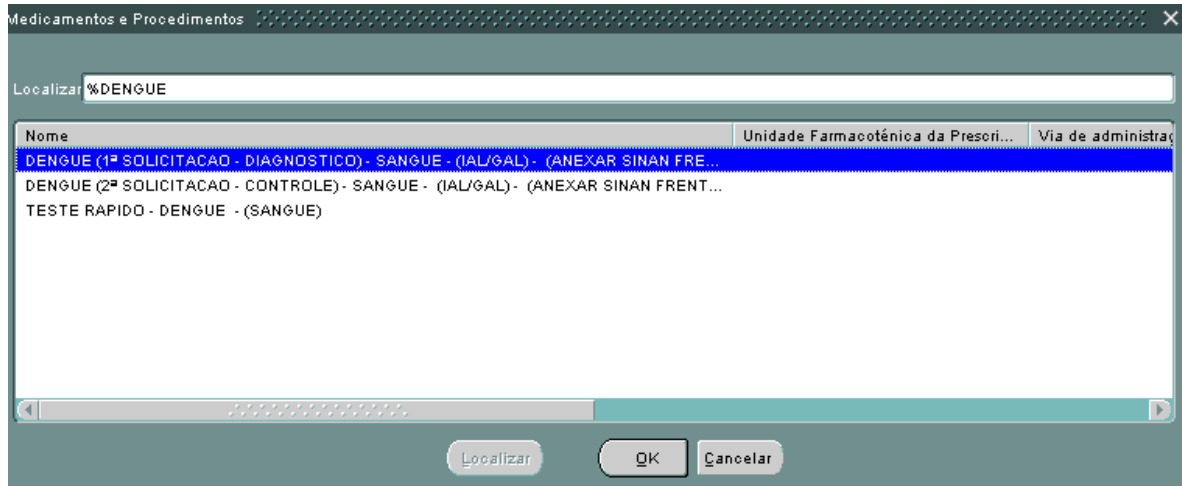 Medicamentos e Procedimentos
Localizar %DENGUE
Nome Unidade Farmacoténica da Prescri... Via de administraç
DENGUE (1ª SOLICITACAO - DIAGNOSTICO) - SANGUE - (IAL/GAL) - (ANEXAR SINAN FRE...
DENGUE (2ª SOLICITACAO - CONTROLE) - SANGUE - (IAL/GAL) - (ANEXAR SINAN FRENT...
TESTE RAPIDO - DENGUE - (SANGUE)
Localizar OK Cancelar